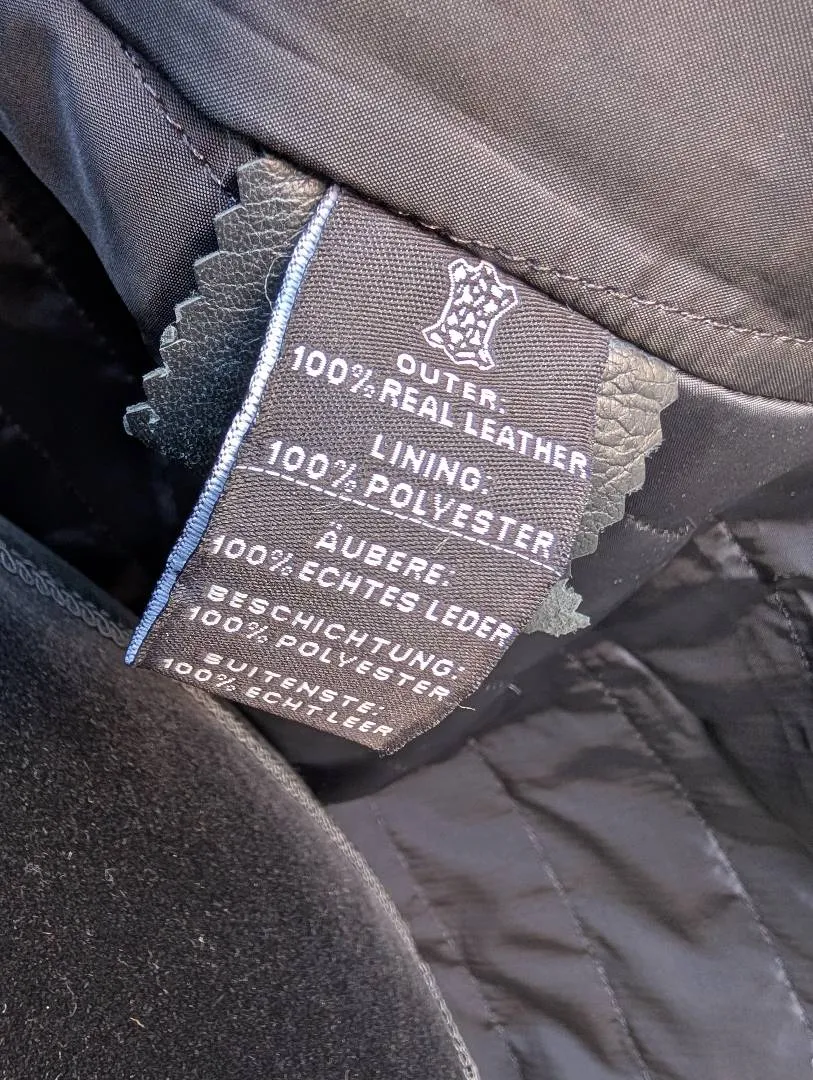 OUTER:
100% REAL LEATHER
LINING:
100% POLYESTER
ÄUBERE:
100% ECHTES LEDER
BESCHICHTUNG:
100% POLYESTER
BUITENSTE:
100% ECHT LEER